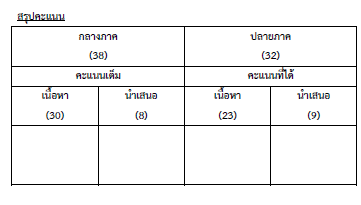 สรุปคะแนน
กลางภาค ปลายภาค
(38) (32)
คะแนนเต็ม คะแนนที่ได้
เนื้อหา นำเสนอ เนื้อหา นำเสนอ
(30) (8) (23) (9)